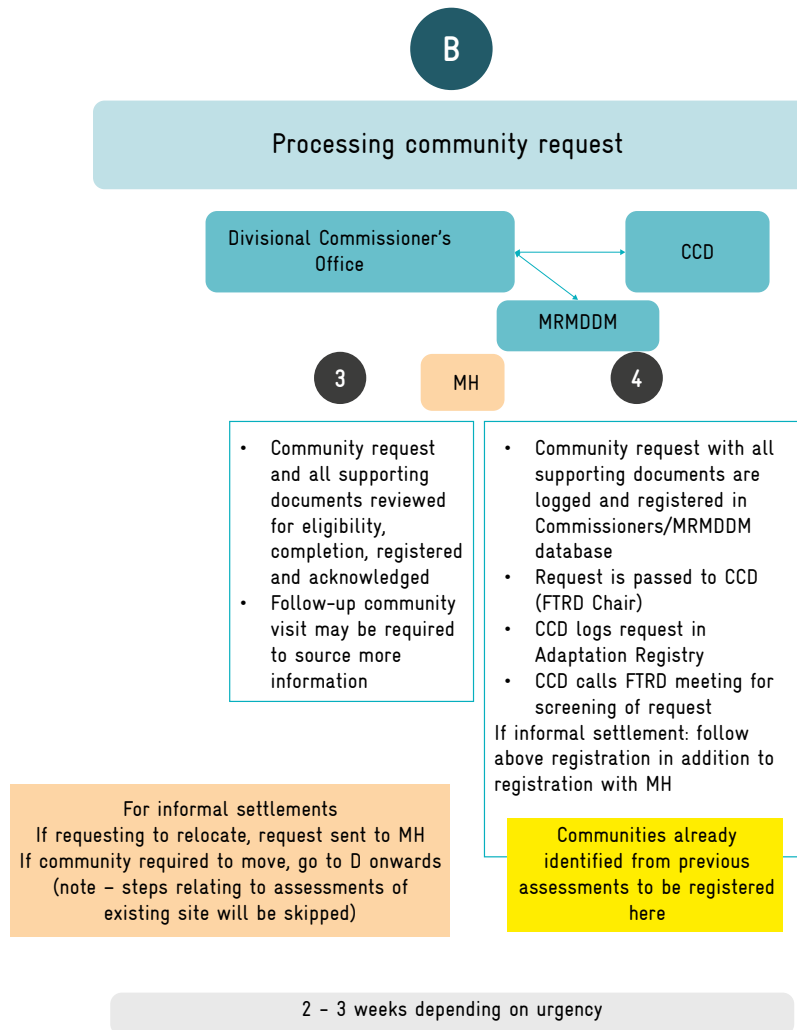 B
Processing community request
Divisional Commissioner's
Office
CCD
MRMDDM
3
MH
4
• Community request
and all supporting
documents reviewed
for eligibility,
completion, registered
and acknowledged
• Follow-up community
visit may be required
to source more
information
• Community request with all
supporting documents are
logged and registered in
Commissioners/MRMDDM
database
• Request is passed to CCD
(FTRD Chair)
• CCD logs request in
Adaptation Registry
• CCD calls FTRD meeting for
screening of request
If informal settlement: follow
above registration in addition to
registration with MH
For informal settlements
If requesting to relocate, request sent to MH
If community required to move, go to D onwards
(note – steps relating to assessments of
existing site will be skipped)
Communities already
identified from previous
assessments to be registered
here
2 - 3 weeks depending on urgency